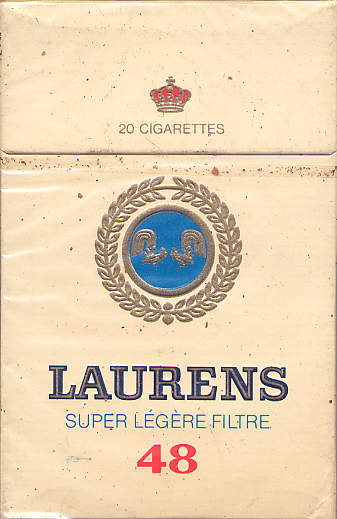 20 CIGARETTES
LAURENS
SUPER LÉGÈRE FILTRE
48